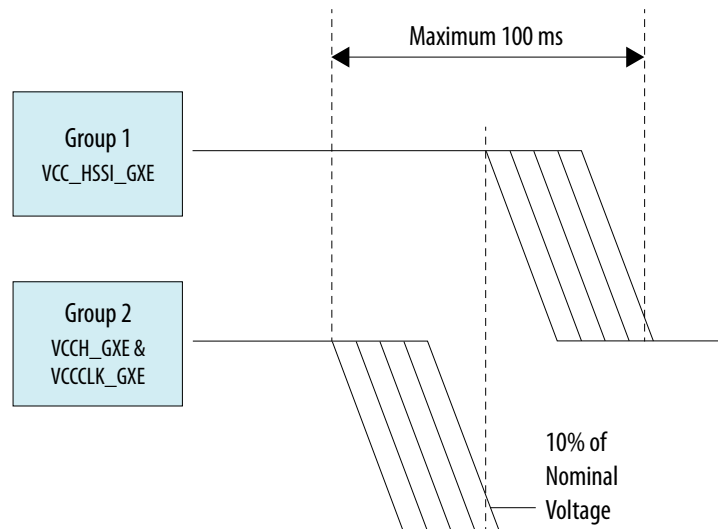 Maximum 100 ms
Group 1
VCC_HSSI_GXE
Group 2
VCCH_GXE &
VCCCLK_GXE
10% of
Nominal
Voltage